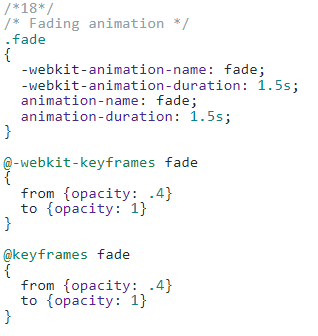 /*18*/
/* Fading animation */
.fade
{
  -webkit-animation-name: fade;
  -webkit-animation-duration: 1.5s;
  animation-name: fade;
  animation-duration: 1.5s;
}

@-webkit-keyframes fade
{
  from {opacity: .4}
  to {opacity: 1}
}

@keyframes fade
{
  from {opacity: .4}
  to {opacity: 1}
}